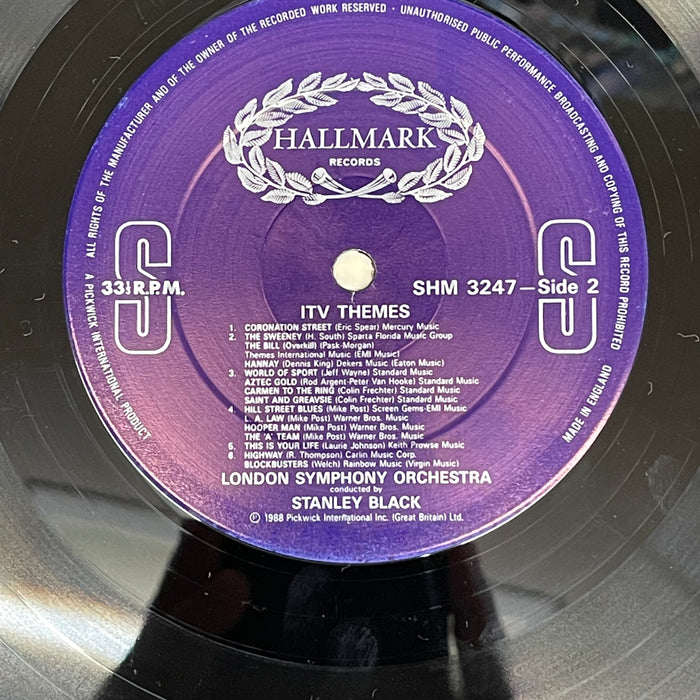 ALL RIGHTS OF THE MANUFACTURER AND OF THE OWNER OF THE RECORDED WORK RESERVED · UNAUTHORISED PUBLIC PERFORMANCE BROADCASTING AND COPYING OF THIS RECORD PROHIBITED
HALLMARK
RECORDS
33⅓ R.P.M.
SHM 3247—Side 2
ITV THEMES
1. CORONATION STREET (Eric Spear) Mercury Music
2. THE SWEENEY (H. South) Sparta Florida Music Group
THE BILL (Overkill) (Pask-Morgan)
Themes International Music (EMI Music)
HANNAY (Dennis King) Dekers Music (Eaton Music)
3. WORLD OF SPORT (Jeff Wayne) Standard Music
AZTEC GOLD (Rod Argent-Peter Van Hooke) Standard Music
CARMEN TO THE RING (Colin Frechter) Standard Music
SAINT AND GREAVSIE (Colin Frechter) Standard Music
4. HILL STREET BLUES (Mike Post) Screen Gems-EMI Music
L. A. LAW (Mike Post) Warner Bros. Music
HOOPER MAN (Mike Post) Warner Bros. Music
THE 'A' TEAM (Mike Post) Warner Bros. Music
5. THIS IS YOUR LIFE (Laurie Johnson) Keith Prowse Music
6. HIGHWAY (R. Thompson) Carlin Music Corp.
BLOCKBUSTERS (Welch) Rainbow Music (Virgin Music)
LONDON SYMPHONY ORCHESTRA
conducted by
STANLEY BLACK
℗ 1988 Pickwick International Inc. (Great Britain) Ltd.
A PICKWICK INTERNATIONAL PRODUCT
MADE IN ENGLAND